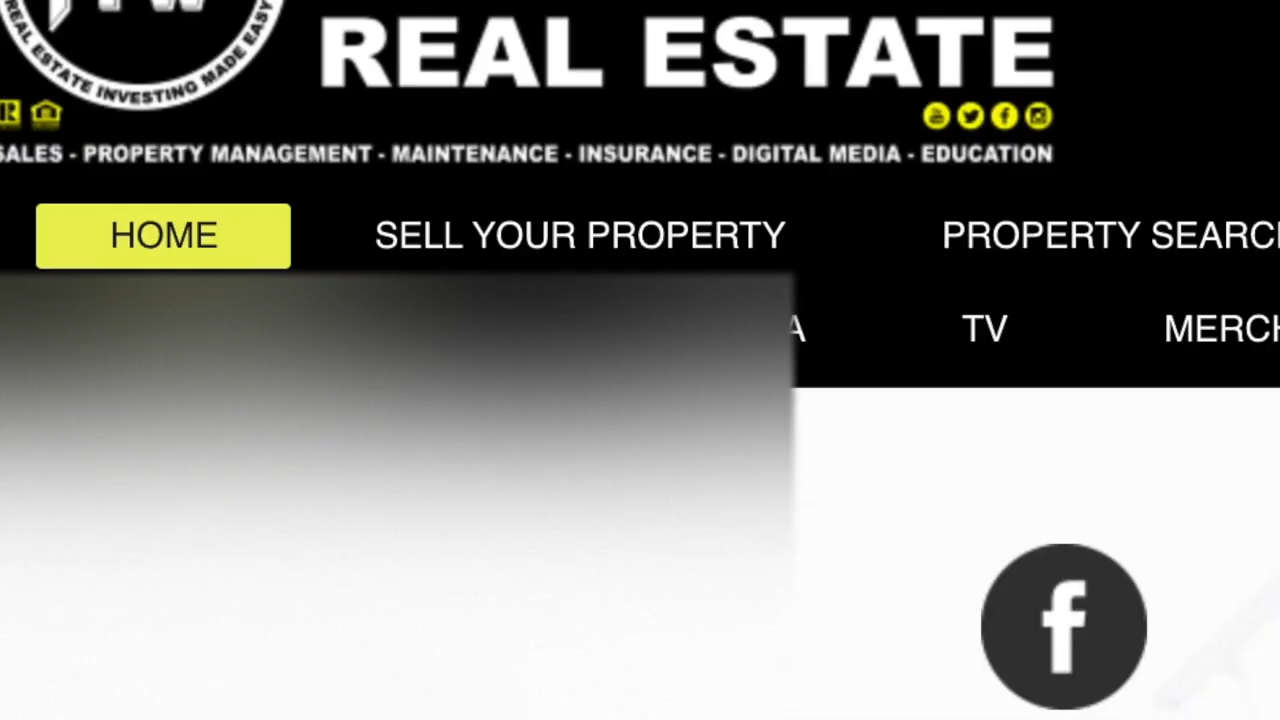 REAL ESTATE
REAL ESTATE INVESTING MADE EASY
SALES - PROPERTY MANAGEMENT - MAINTENANCE - INSURANCE - DIGITAL MEDIA - EDUCATION
HOME SELL YOUR PROPERTY PROPERTY SEARC
A TV MERCH
f